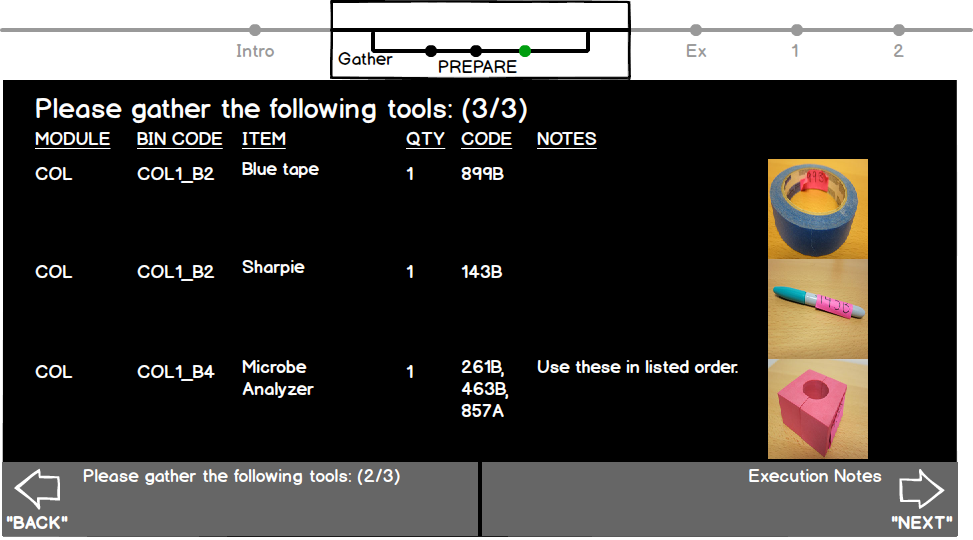 Intro
Gather
PREPARE
Ex
1
2
Please gather the following tools: (3/3)
MODULE BIN CODE ITEM QTY CODE NOTES
COL COL1_B2 Blue tape 1 899B
COL COL1_B2 Sharpie 1 143B
143B
COL COL1_B4 Microbe Analyzer 1 261B, 463B, 857A Use these in listed order.
Please gather the following tools: (2/3)
"BACK"
Execution Notes
"NEXT"